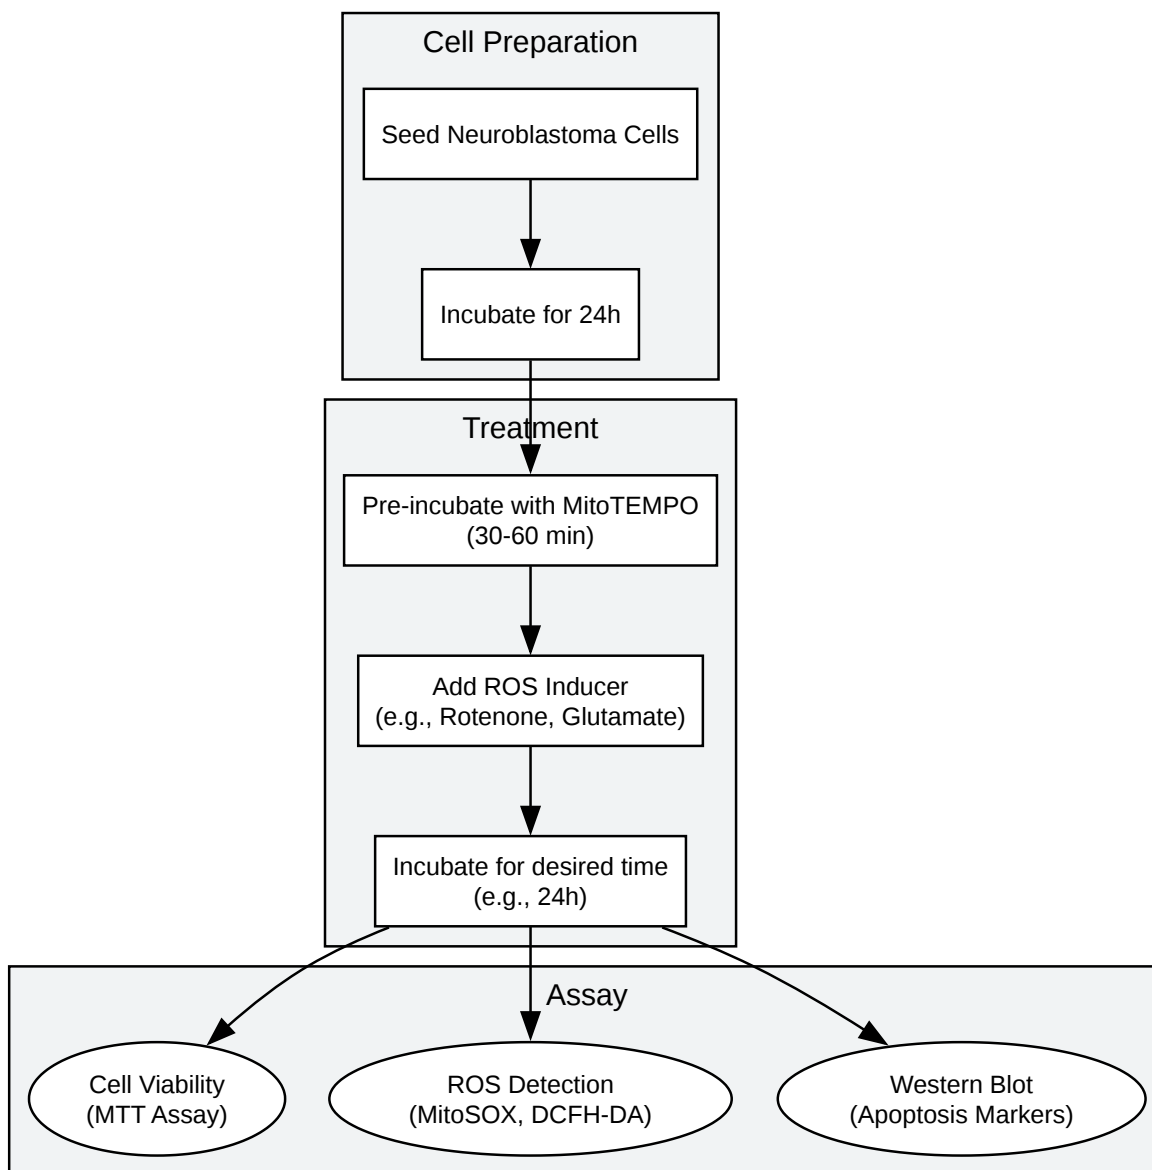 Cell Preparation
Seed Neuroblastoma Cells
Incubate for 24h
Treatment
Pre-incubate with MitoTEMPO
(30-60 min)
Add ROS Inducer
(e.g., Rotenone, Glutamate)
Incubate for desired time
(e.g., 24h)
Assay
Cell Viability
(MTT Assay)
ROS Detection
(MitoSOX, DCFH-DA)
Western Blot
(Apoptosis Markers)